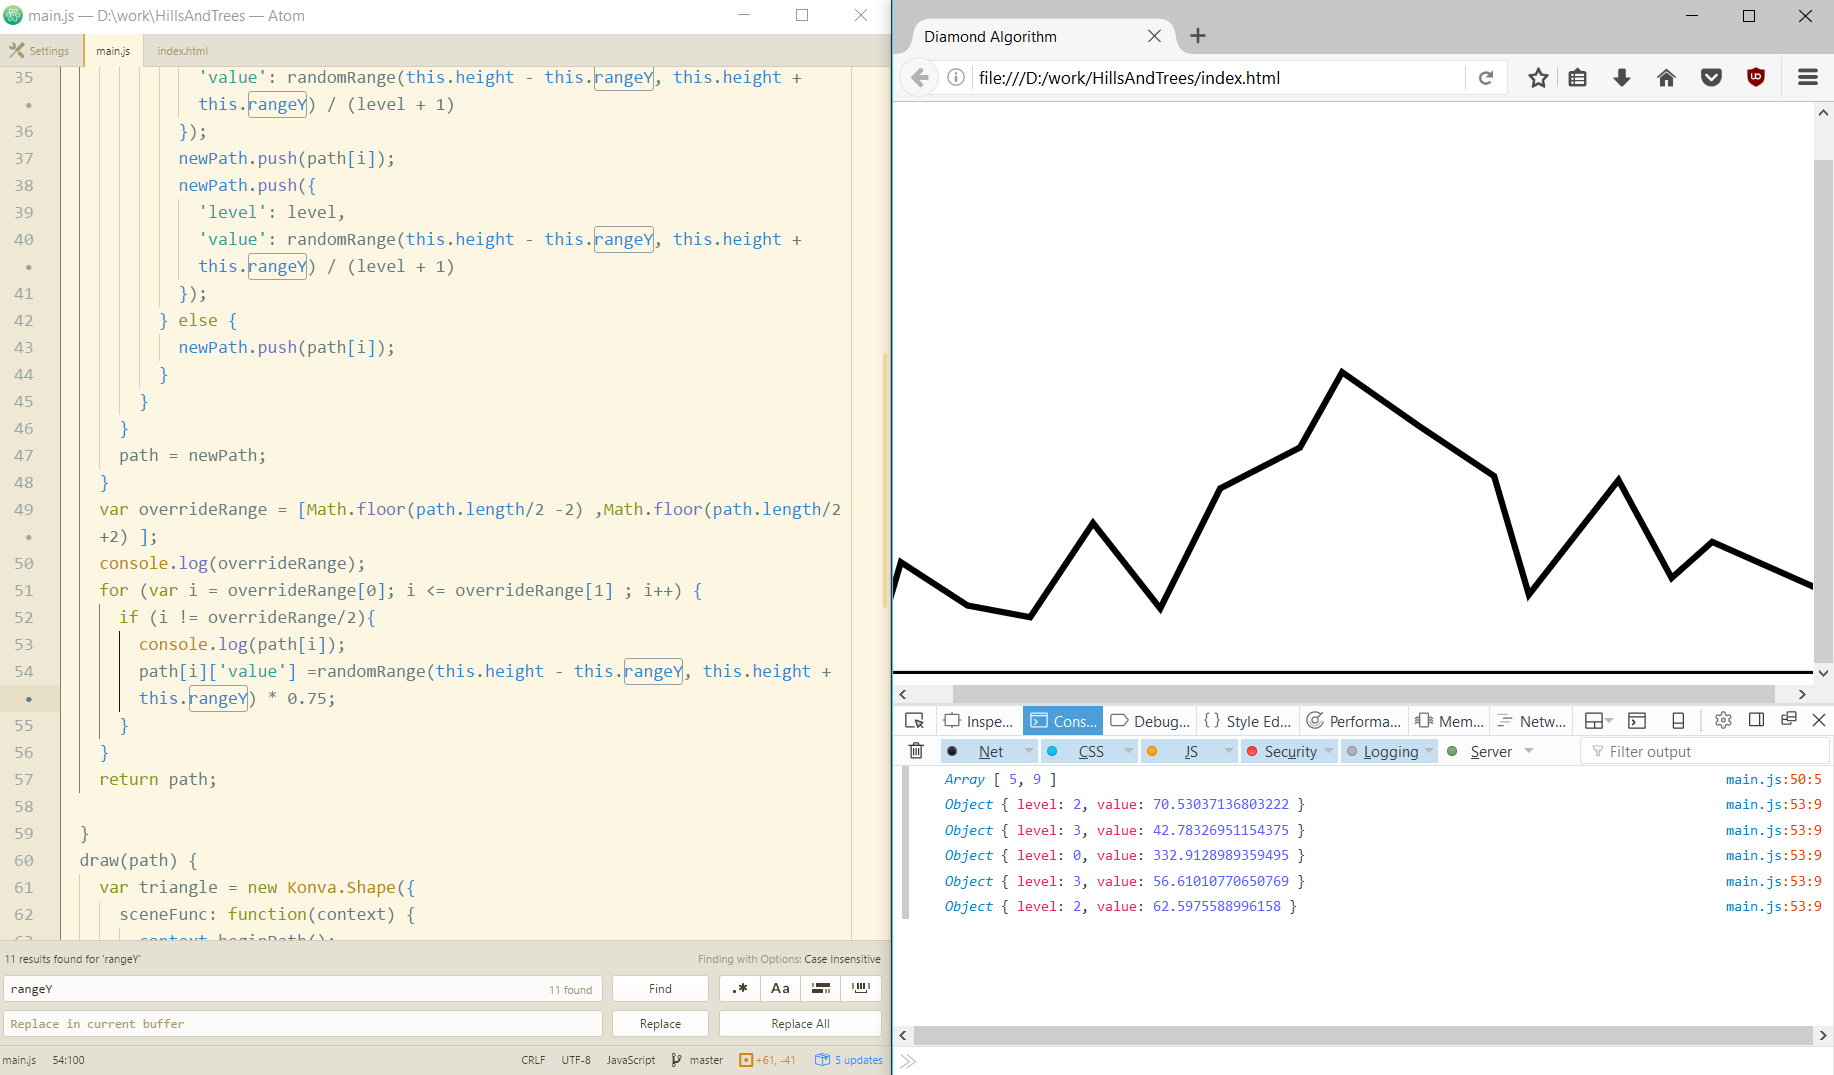 main.js — D:\work\HillsAndTrees — Atom
Settings main.js index.html
35 'value': randomRange(this.height - this.rangeY, this.height +
this.rangeY) / (level + 1)
36 });
37 newPath.push(path[i]);
38 newPath.push({
39 'level': level,
40 'value': randomRange(this.height - this.rangeY, this.height +
this.rangeY) / (level + 1)
41 });
42 } else {
43 newPath.push(path[i]);
44 }
45 }
46 }
47 path = newPath;
48 }
49 var overrideRange = [Math.floor(path.length/2 -2) ,Math.floor(path.length/2
+2) ];
50 console.log(overrideRange);
51 for (var i = overrideRange[0]; i <= overrideRange[1] ; i++) {
52 if (i != overrideRange/2){
53 console.log(path[i]);
54 path[i]['value'] =randomRange(this.height - this.rangeY, this.height +
this.rangeY) * 0.75;
55 }
56 }
57 return path;
58
59 }
60 draw(path) {
61 var triangle = new Konva.Shape({
62 sceneFunc: function(context) {
63 context.beginPath();
11 results found for 'rangeY' Finding with Options: Case Insensitive
rangeY 11 found Find .* Aa
Replace in current buffer Replace Replace All
main.js 54:100 CRLF UTF-8 JavaScript master +61, -41 5 updates
Diamond Algorithm
file:///D:/work/HillsAndTrees/index.html
Inspe... Cons... Debug... Style Ed... Performa... Mem... Netw...
Net CSS JS Security Logging Server Filter output
Array [ 5, 9 ] main.js:50:5
Object { level: 2, value: 70.53037136803222 } main.js:53:9
Object { level: 3, value: 42.78326951154375 } main.js:53:9
Object { level: 0, value: 332.9128989359495 } main.js:53:9
Object { level: 3, value: 56.61010770650769 } main.js:53:9
Object { level: 2, value: 62.5975588996158 } main.js:53:9